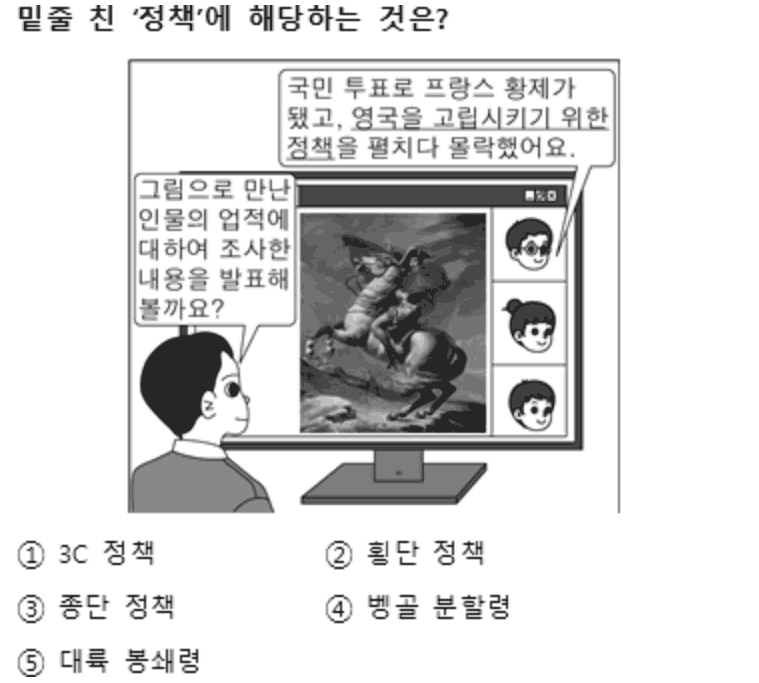 밑줄 친 '정책'에 해당하는 것은?
국민 투표로 프랑스 황제가
됐고, 영국을 고립시키기 위한
정책을 펼치다 몰락했어요.
그림으로 만난
인물의 업적에
대하여 조사한
내용을 발표해
볼까요?
① 3C 정책
② 횡단 정책
③ 종단 정책
④ 벵골 분할령
⑤ 대륙 봉쇄령